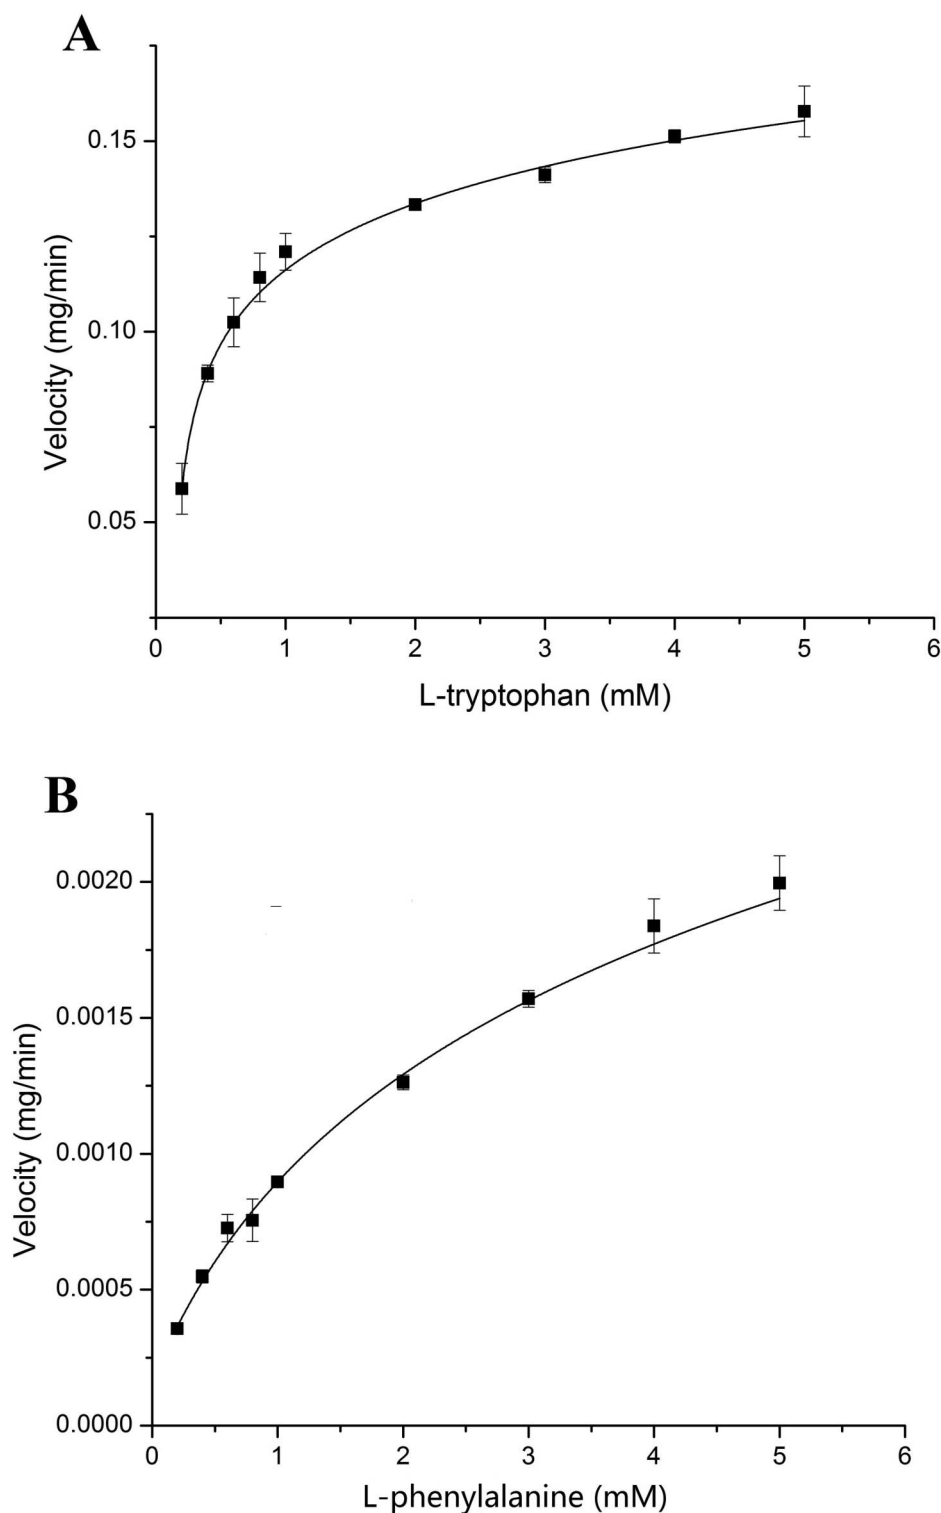 A
0.15
0.10
0.05
Velocity (mg/min)
0 1 2 3 4 5 6
L-tryptophan (mM)
B
0.0020
0.0015
0.0010
0.0005
0.0000
Velocity (mg/min)
0 1 2 3 4 5 6
L-phenylalanine (mM)